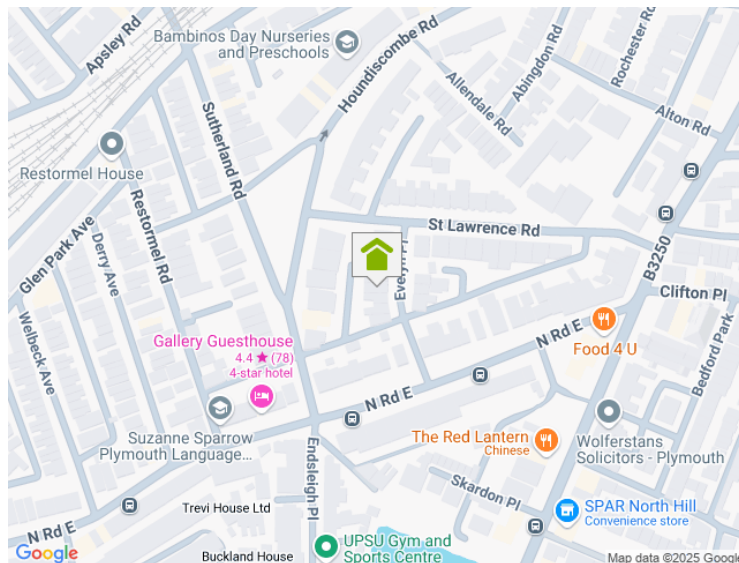 Apsley Rd
Bambinos Day Nurseries
and Preschools
Houndiscombe Rd
Allendale Rd
Abingdon Rd
Rochester Rd
Alton Rd
Sutherland Rd
Restormel House
Restormel Rd
Glen Park Ave
Derry Ave
Welbeck Ave
St Lawrence Rd
Evelyn Pl
B3250
Clifton Pl
Bedford Park
Gallery Guesthouse
4.4 ★ (78)
4-star hotel
N Rd E
Food 4 U
N Rd E
Suzanne Sparrow
Plymouth Language...
The Red Lantern
Chinese
Wolferstans
Solicitors - Plymouth
Endsleigh Pl
Skardon Pl
Trevi House Ltd
SPAR North Hill
Convenience store
N Rd E
UPSU Gym and
Sports Centre
Buckland House
Google
Map data ©2025 Google